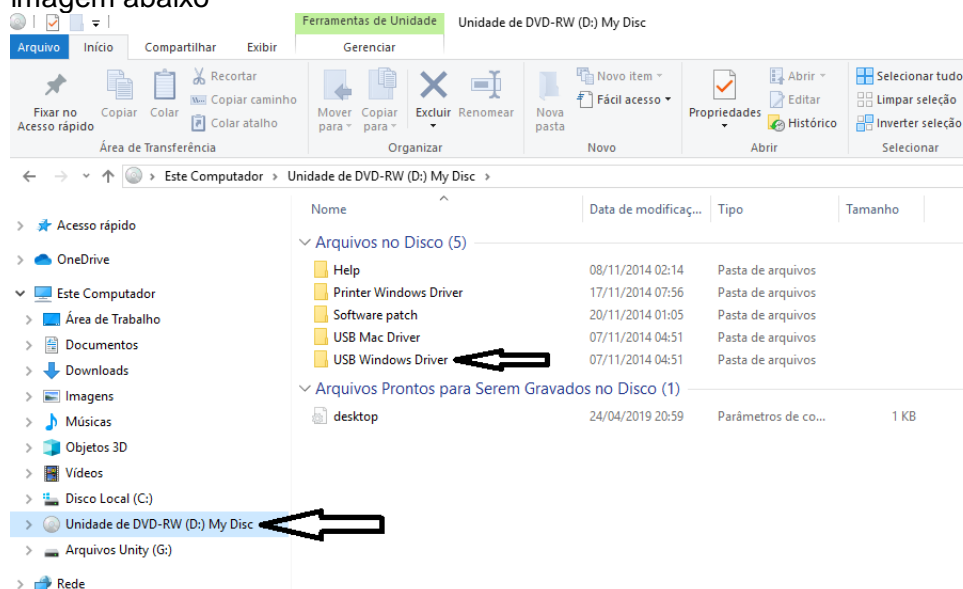 imagem abaixo
Ferramentas de Unidade
Unidade de DVD-RW (D:) My Disc
Arquivo
Início
Compartilhar
Exibir
Gerenciar
Fixar no
Acesso rápido
Copiar
Colar
Recortar
Copiar caminho
Colar atalho
Área de Transferência
Mover
para
Copiar
para
Excluir
Renomear
Organizar
Nova
pasta
Novo item
Fácil acesso
Novo
Propriedades
Abrir
Editar
Histórico
Abrir
Selecionar tudo
Limpar seleção
Inverter seleção
Selecionar
Este Computador > Unidade de DVD-RW (D:) My Disc >
Acesso rápido
OneDrive
Este Computador
Área de Trabalho
Documentos
Downloads
Imagens
Músicas
Objetos 3D
Vídeos
Disco Local (C:)
Unidade de DVD-RW (D:) My Disc
Arquivos Unity (G:)
Rede
Nome Data de modificaç... Tipo Tamanho
Arquivos no Disco (5)
Help 08/11/2014 02:14 Pasta de arquivos
Printer Windows Driver 17/11/2014 07:56 Pasta de arquivos
Software patch 20/11/2014 01:05 Pasta de arquivos
USB Mac Driver 07/11/2014 04:51 Pasta de arquivos
USB Windows Driver 07/11/2014 04:51 Pasta de arquivos
Arquivos Prontos para Serem Gravados no Disco (1)
desktop 24/04/2019 20:59 Parâmetros de co... 1 KB